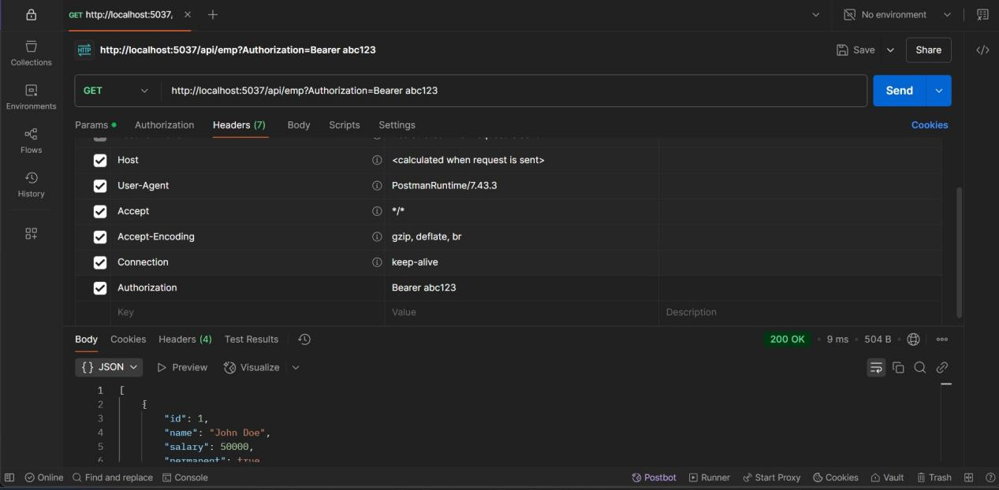 GET http://localhost:5037,
No environment
HTTP http://localhost:5037/api/emp?Authorization=Bearer abc123
Save
Share
Collections
Environments
Flows
History
GET http://localhost:5037/api/emp?Authorization=Bearer abc123
Send
Params Authorization Headers (7) Body Scripts Settings
Cookies
Host <calculated when request is sent>
User-Agent PostmanRuntime/7.43.3
Accept */*
Accept-Encoding gzip, deflate, br
Connection keep-alive
Authorization Bearer abc123
Key Value Description
Body Cookies Headers (4) Test Results
200 OK 9 ms 504 B
{} JSON Preview Visualize
1 [
2 {
3 "id": 1,
4 "name": "John Doe",
5 "salary": 50000,
6 "permanent": true
Online Find and replace Console
Postbot Runner Start Proxy Cookies Vault Trash